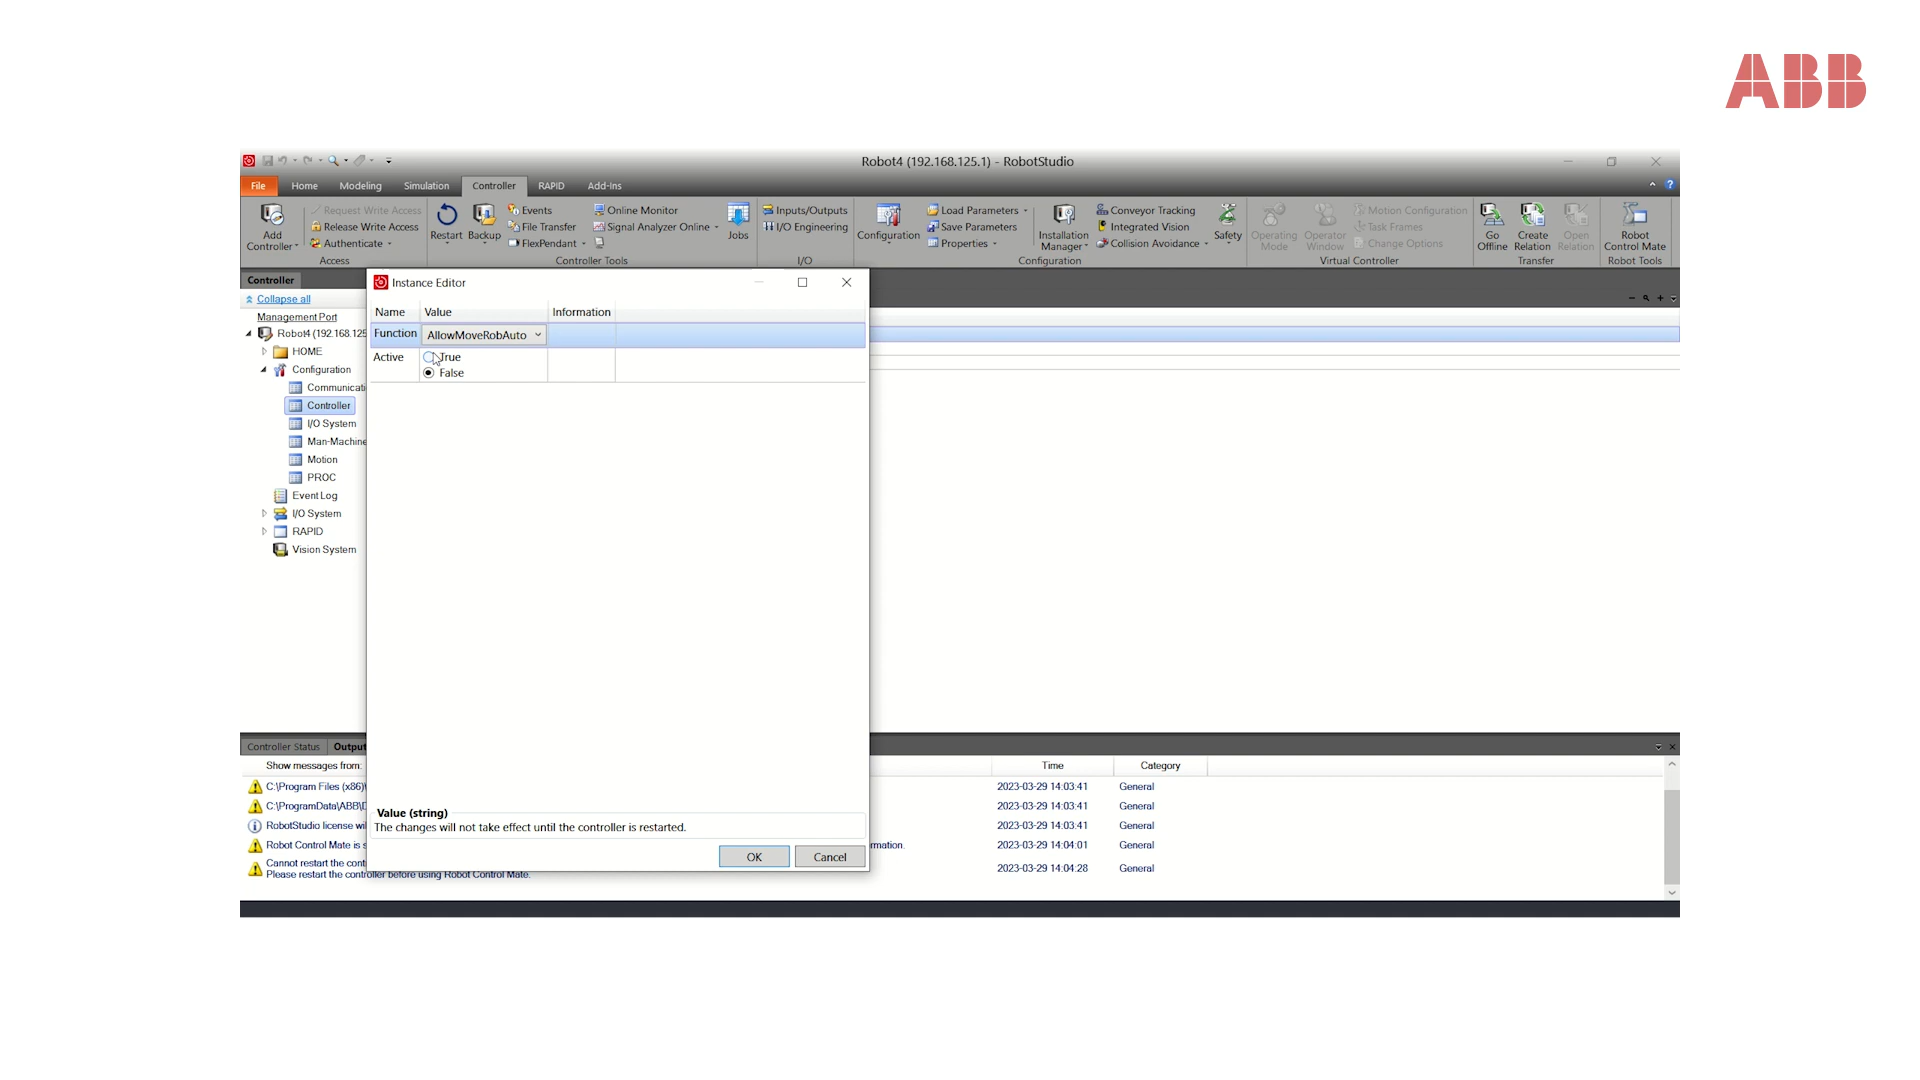 ABB
Robot4 (192.168.125.1) - RobotStudio
File Home Modeling Simulation Controller RAPID Add-Ins
Add Controller
Request Write Access
Release Write Access
Authenticate
Access
Restart
Backup
Events
File Transfer
FlexPendant
Online Monitor
Signal Analyzer Online
Controller Tools
Jobs
Inputs/Outputs
I/O Engineering
I/O
Configuration
Load Parameters
Save Parameters
Properties
Installation Manager
Conveyor Tracking
Integrated Vision
Collision Avoidance
Configuration
Safety
Operating Mode
Operator Window
Motion Configuration
Task Frames
Change Options
Virtual Controller
Go Offline
Create Relation
Open Relation
Transfer
Robot Control Mate
Robot Tools
Controller
Collapse all
Management Port
Robot4 (192.168.125
HOME
Configuration
Communicati
Controller
I/O System
Man-Machine
Motion
PROC
Event Log
I/O System
RAPID
Vision System
Instance Editor
Name Value Information
Function AllowMoveRobAuto
Active True
False
Value (string)
The changes will not take effect until the controller is restarted.
OK Cancel
Controller Status Output
Show messages from: Time Category
C:\Program Files (x86)\ 2023-03-29 14:03:41 General
C:\ProgramData\ABB\D 2023-03-29 14:03:41 General
RobotStudio license wil 2023-03-29 14:03:41 General
Robot Control Mate is s rmation. 2023-03-29 14:04:01 General
Cannot restart the cont 2023-03-29 14:04:28 General
Please restart the controller before using Robot Control Mate.